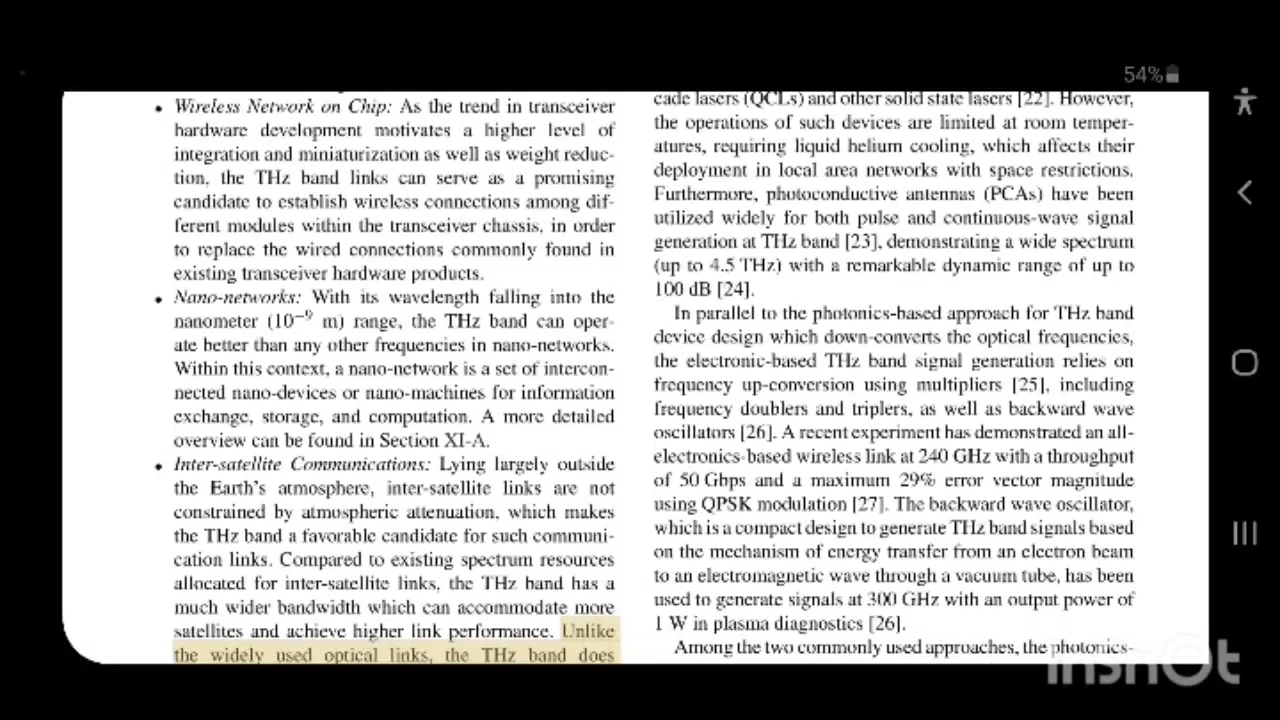 54%
• Wireless Network on Chip: As the trend in transceiver
hardware development motivates a higher level of
integration and miniaturization as well as weight reduc-
tion, the THz band links can serve as a promising
candidate to establish wireless connections among dif-
ferent modules within the transceiver chassis, in order
to replace the wired connections commonly found in
existing transceiver hardware products.
• Nano-networks: With its wavelength falling into the
nanometer (10⁻⁹ m) range, the THz band can oper-
ate better than any other frequencies in nano-networks.
Within this context, a nano-network is a set of intercon-
nected nano-devices or nano-machines for information
exchange, storage, and computation. A more detailed
overview can be found in Section XI-A.
• Inter-satellite Communications: Lying largely outside
the Earth's atmosphere, inter-satellite links are not
constrained by atmospheric attenuation, which makes
the THz band a favorable candidate for such communi-
cation links. Compared to existing spectrum resources
allocated for inter-satellite links, the THz band has a
much wider bandwidth which can accommodate more
satellites and achieve higher link performance. Unlike
the widely used optical links, the THz band does
cade lasers (QCLs) and other solid state lasers [22]. However,
the operations of such devices are limited at room temper-
atures, requiring liquid helium cooling, which affects their
deployment in local area networks with space restrictions.
Furthermore, photoconductive antennas (PCAs) have been
utilized widely for both pulse and continuous-wave signal
generation at THz band [23], demonstrating a wide spectrum
(up to 4.5 THz) with a remarkable dynamic range of up to
100 dB [24].
In parallel to the photonics-based approach for THz band
device design which down-converts the optical frequencies,
the electronic-based THz band signal generation relies on
frequency up-conversion using multipliers [25], including
frequency doublers and triplers, as well as backward wave
oscillators [26]. A recent experiment has demonstrated an all-
electronics-based wireless link at 240 GHz with a throughput
of 50 Gbps and a maximum 29% error vector magnitude
using QPSK modulation [27]. The backward wave oscillator,
which is a compact design to generate THz band signals based
on the mechanism of energy transfer from an electron beam
to an electromagnetic wave through a vacuum tube, has been
used to generate signals at 300 GHz with an output power of
1 W in plasma diagnostics [26].
Among the two commonly used approaches, the photonics-
InShOt